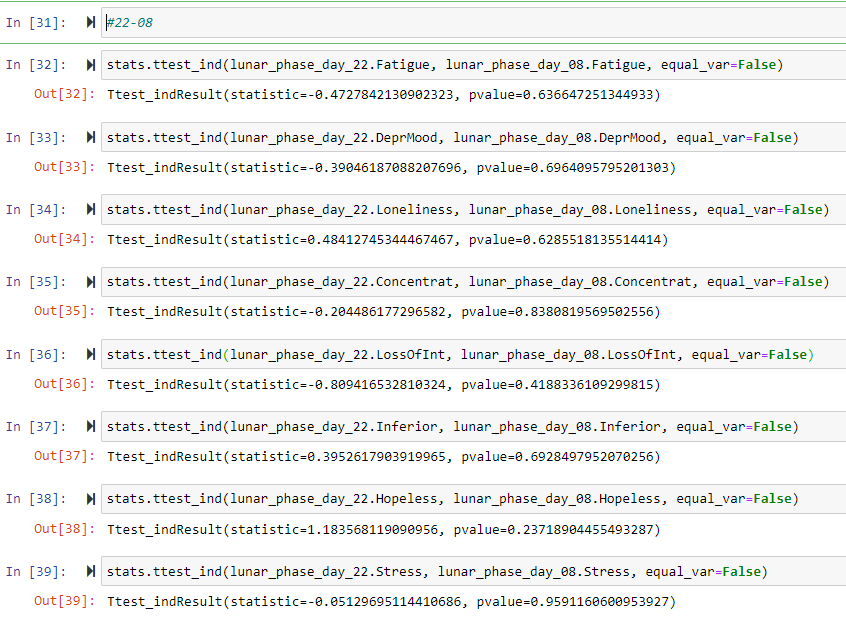 In [31]: #22-08
In [32]: stats.ttest_ind(lunar_phase_day_22.Fatigue, lunar_phase_day_08.Fatigue, equal_var=False)
Out[32]: Ttest_indResult(statistic=-0.4727842130902323, pvalue=0.636647251344933)
In [33]: stats.ttest_ind(lunar_phase_day_22.DeprMood, lunar_phase_day_08.DeprMood, equal_var=False)
Out[33]: Ttest_indResult(statistic=-0.39046187088207696, pvalue=0.6964095795201303)
In [34]: stats.ttest_ind(lunar_phase_day_22.Loneliness, lunar_phase_day_08.Loneliness, equal_var=False)
Out[34]: Ttest_indResult(statistic=0.48412745344467467, pvalue=0.6285518135514414)
In [35]: stats.ttest_ind(lunar_phase_day_22.Concentrat, lunar_phase_day_08.Concentrat, equal_var=False)
Out[35]: Ttest_indResult(statistic=-0.204486177296582, pvalue=0.8380819569502556)
In [36]: stats.ttest_ind(lunar_phase_day_22.LossOfInt, lunar_phase_day_08.LossOfInt, equal_var=False)
Out[36]: Ttest_indResult(statistic=-0.809416532810324, pvalue=0.4188336109299815)
In [37]: stats.ttest_ind(lunar_phase_day_22.Inferior, lunar_phase_day_08.Inferior, equal_var=False)
Out[37]: Ttest_indResult(statistic=0.3952617903919965, pvalue=0.6928497952070256)
In [38]: stats.ttest_ind(lunar_phase_day_22.Hopeless, lunar_phase_day_08.Hopeless, equal_var=False)
Out[38]: Ttest_indResult(statistic=1.183568119090956, pvalue=0.23718904455493287)
In [39]: stats.ttest_ind(lunar_phase_day_22.Stress, lunar_phase_day_08.Stress, equal_var=False)
Out[39]: Ttest_indResult(statistic=-0.05129695114410686, pvalue=0.9591160600953927)